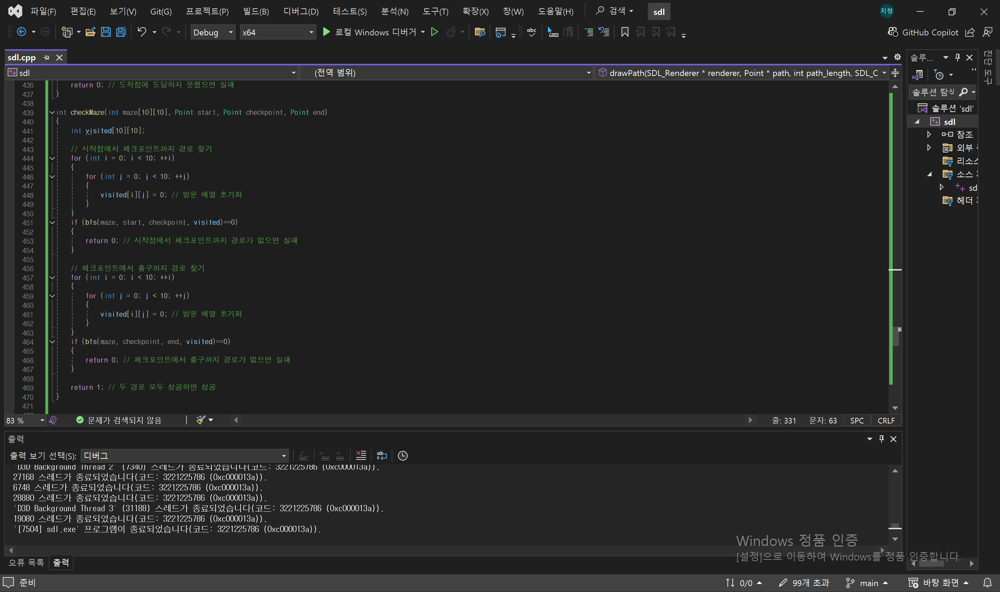 파일(F) 편집(E) 보기(V) Git(G) 프로젝트(P) 빌드(B) 디버그(D) 테스트(S) 분석(N) 도구(T) 확장(X) 창(W) 도움말(H) 검색 sdl 지정
Debug x64 로컬 Windows 디버거 abc GitHub Copilot
sdl.cpp
sdl (전역 범위) drawPath(SDL_Renderer * renderer, Point * path, int path_length, SDL_C
436 return 0; // 도착점에 도달하지 못했으면 실패
437 }
438
439 int checkMaze(int maze[10][10], Point start, Point checkpoint, Point end)
440 {
441 int visited[10][10];
442
443 // 시작점에서 체크포인트까지 경로 찾기
444 for (int i = 0; i < 10; ++i)
445 {
446 for (int j = 0; j < 10; ++j)
447 {
448 visited[i][j] = 0; // 방문 배열 초기화
449 }
450 }
451 if (bfs(maze, start, checkpoint, visited)==0)
452 {
453 return 0; // 시작점에서 체크포인트까지 경로가 없으면 실패
454 }
455
456 // 체크포인트에서 출구까지 경로 찾기
457 for (int i = 0; i < 10; ++i)
458 {
459 for (int j = 0; j < 10; ++j)
460 {
461 visited[i][j] = 0; // 방문 배열 초기화
462 }
463 }
464 if (bfs(maze, checkpoint, end, visited)==0)
465 {
466 return 0; // 체크포인트에서 출구까지 경로가 없으면 실패
467 }
468
469 return 1; // 두 경로 모두 성공하면 성공
470 }
471
83 % 문제가 검색되지 않음 줄: 331 문자: 63 SPC CRLF
출력
출력 보기 선택(S): 디버그
'D3D Background Thread 2' (7340) 스레드가 종료되었습니다(코드: 3221225786 (0xc000013a)).
27168 스레드가 종료되었습니다(코드: 3221225786 (0xc000013a)).
6748 스레드가 종료되었습니다(코드: 3221225786 (0xc000013a)).
28880 스레드가 종료되었습니다(코드: 3221225786 (0xc000013a)).
'D3D Background Thread 3' (31188) 스레드가 종료되었습니다(코드: 3221225786 (0xc000013a)).
19080 스레드가 종료되었습니다(코드: 3221225786 (0xc000013a)).
'[7504] sdl.exe' 프로그램이 종료되었습니다(코드: 3221225786 (0xc000013a)).
오류 목록 출력
솔루...
솔루션 탐색
솔루션 'sdl'
sdl
참조
외부
리소스
소스
sd
헤더
진단 도구
Windows 정품 인증
[설정]으로 이동하여 Windows를 정품 인증합니다.
준비 0/0 99개 초과 main 바탕 화면